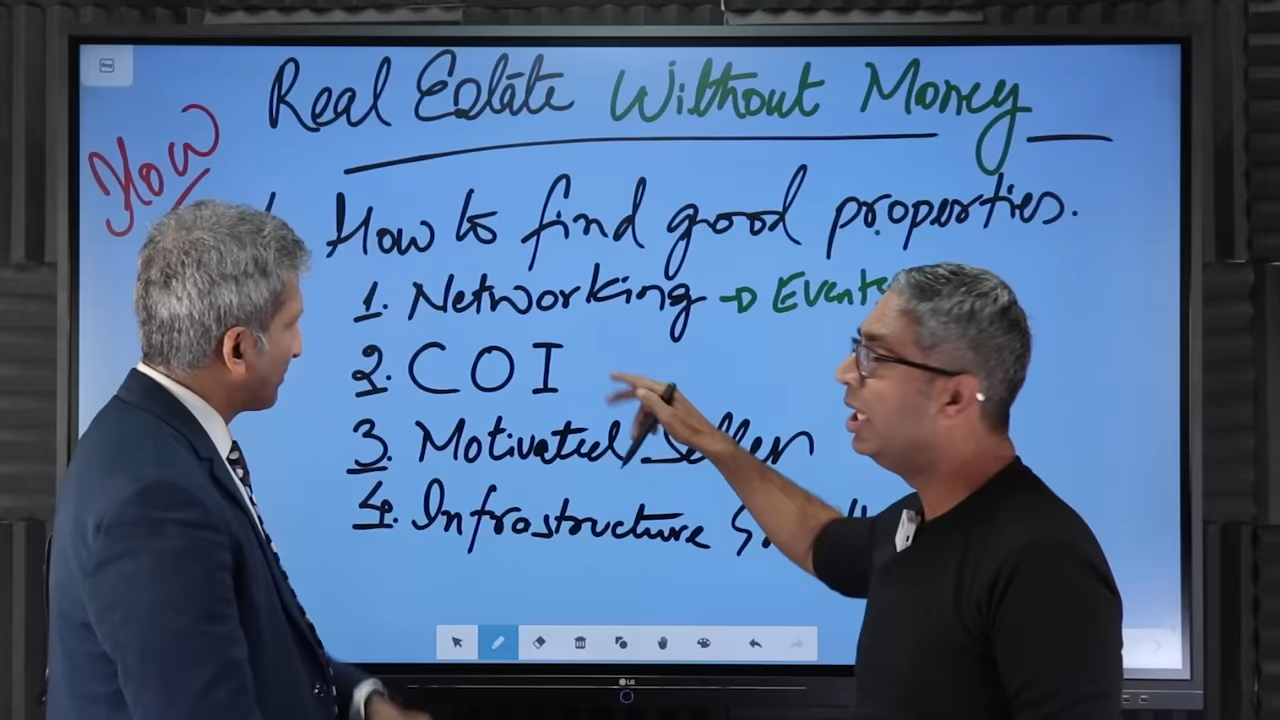 Real Estate Without Money
How
How to find good properties.
1. Networking → Events
2. COI
3. Motivated Seller
4. Infrastructure
LG